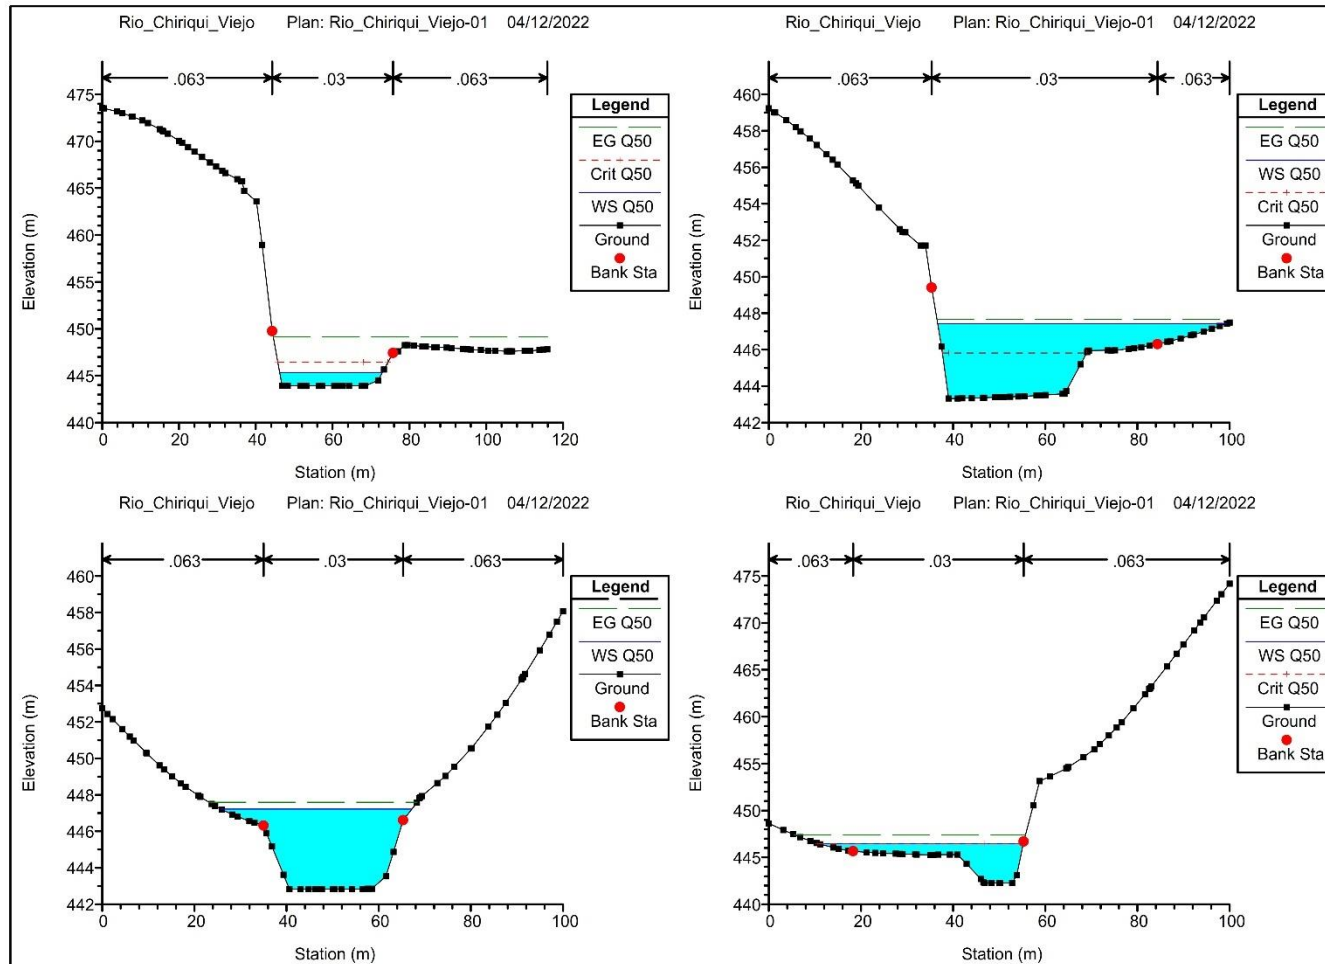 Rio_Chiriqui_Viejo Plan: Rio_Chiriqui_Viejo-01 04/12/2022
.063 .03 .063
475
470
465
460
455
450
445
440
0 20 40 60 80 100 120
Elevation (m)
Station (m)
Legend
EG Q50
Crit Q50
WS Q50
Ground
Bank Sta
Rio_Chiriqui_Viejo Plan: Rio_Chiriqui_Viejo-01 04/12/2022
.063 .03 .063
460
458
456
454
452
450
448
446
444
442
0 20 40 60 80 100
Elevation (m)
Station (m)
Legend
EG Q50
WS Q50
Crit Q50
Ground
Bank Sta
Rio_Chiriqui_Viejo Plan: Rio_Chiriqui_Viejo-01 04/12/2022
.063 .03 .063
460
458
456
454
452
450
448
446
444
442
0 20 40 60 80 100
Elevation (m)
Station (m)
Legend
EG Q50
WS Q50
Ground
Bank Sta
Rio_Chiriqui_Viejo Plan: Rio_Chiriqui_Viejo-01 04/12/2022
.063 .03 .063
475
470
465
460
455
450
445
440
0 20 40 60 80 100
Elevation (m)
Station (m)
Legend
EG Q50
WS Q50
Crit Q50
Ground
Bank Sta